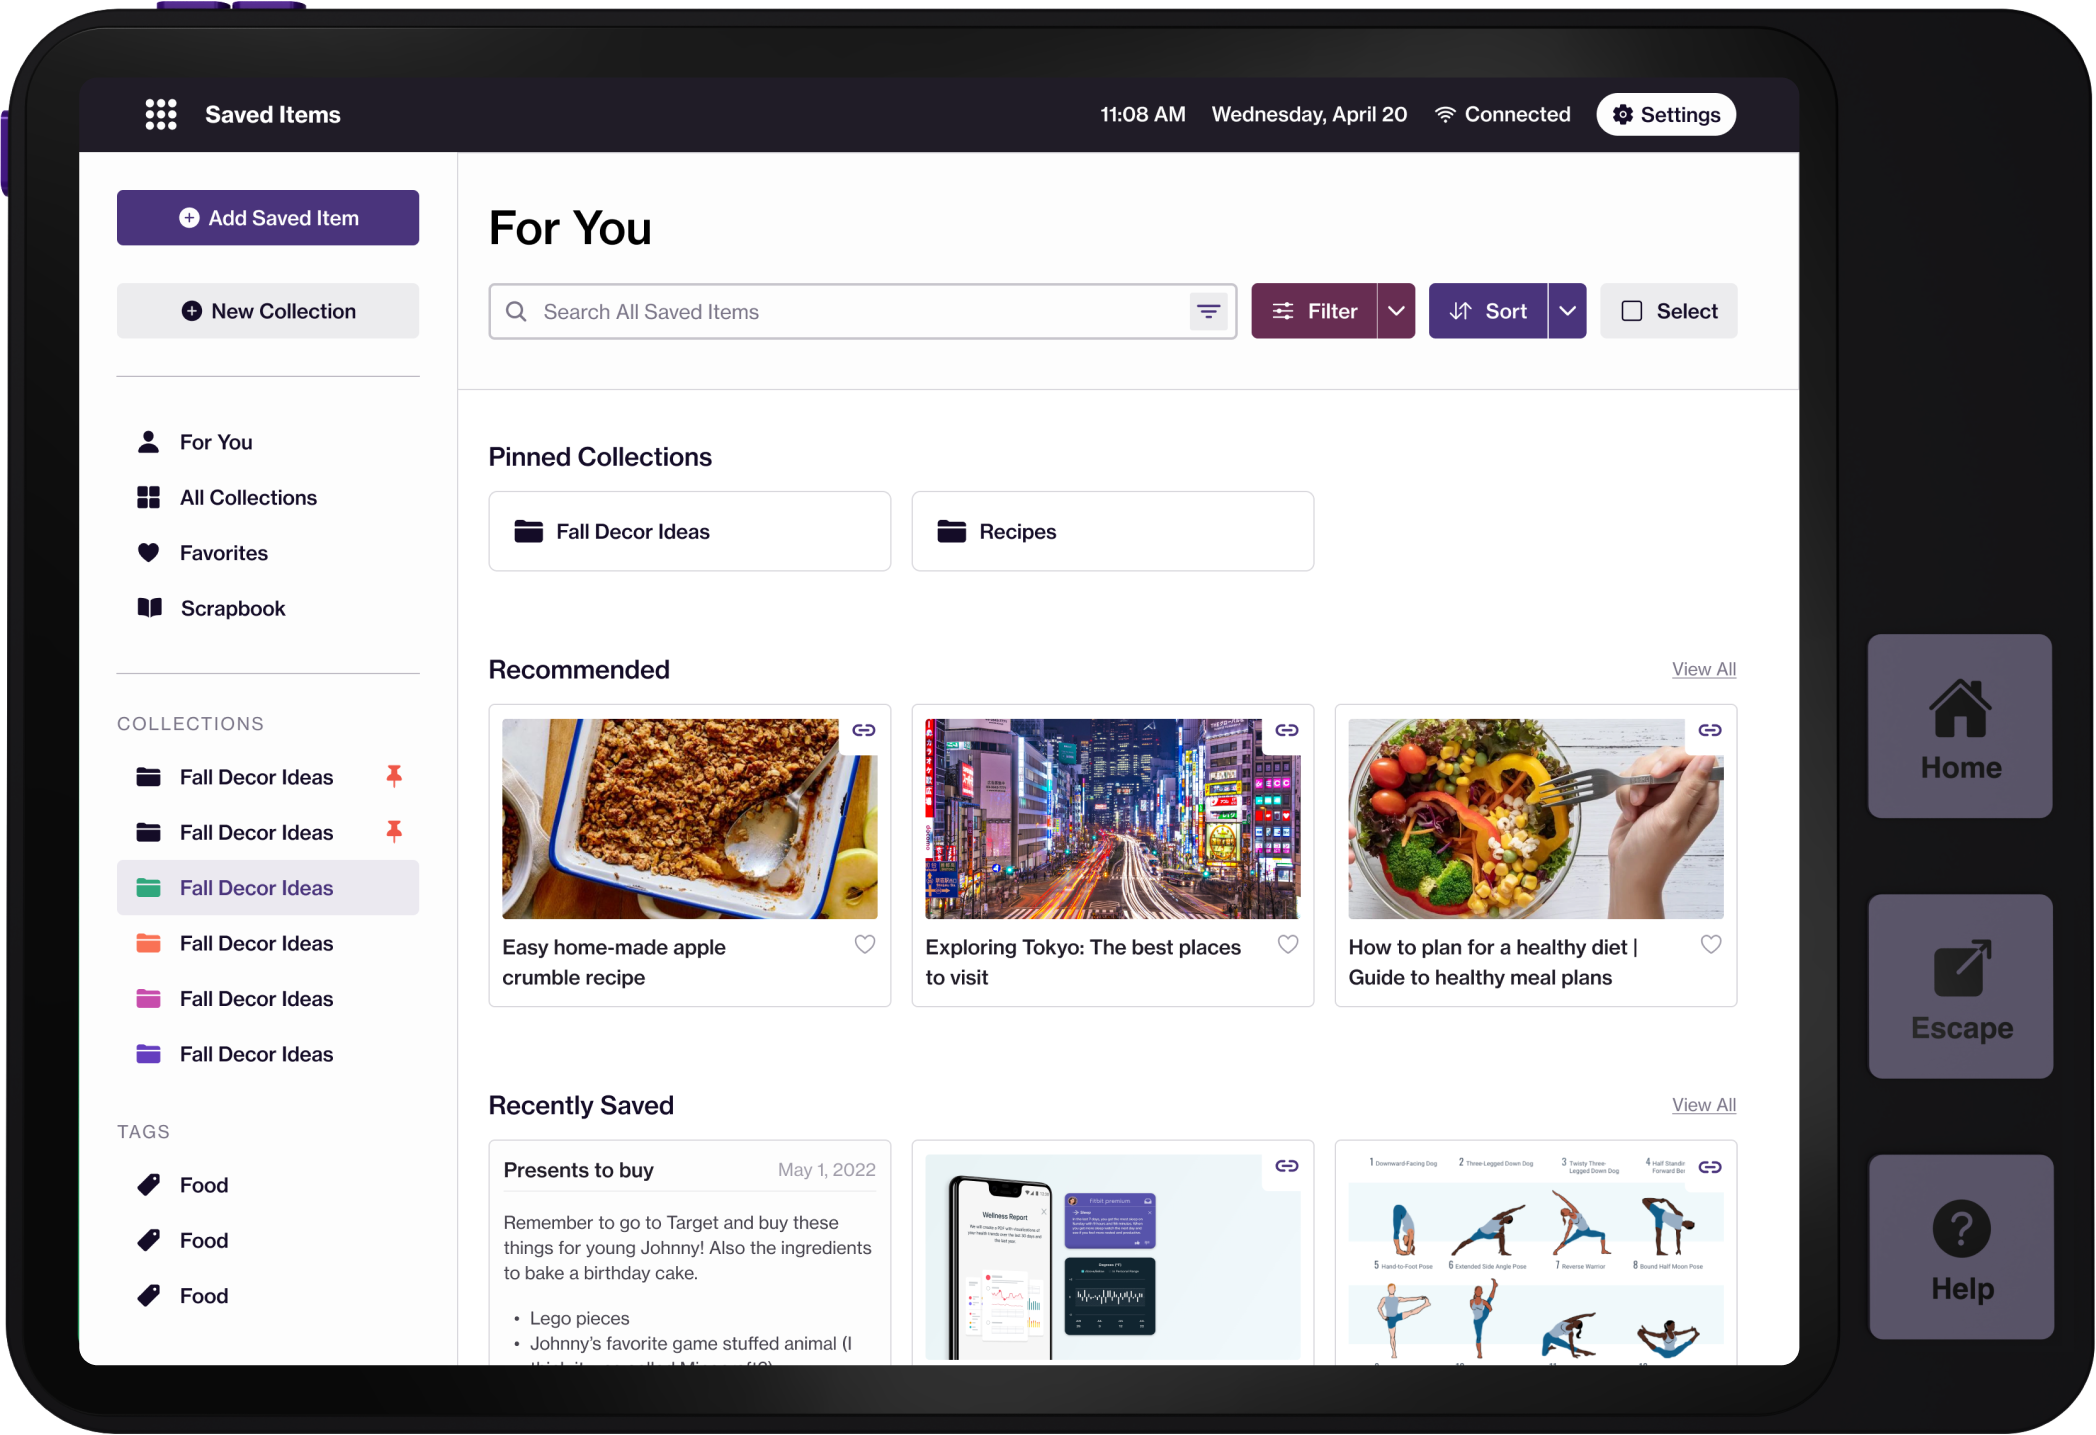 Saved Items
11:08 AM Wednesday, April 20 Connected Settings
Add Saved Item
New Collection
For You
All Collections
Favorites
Scrapbook
COLLECTIONS
Fall Decor Ideas
Fall Decor Ideas
Fall Decor Ideas
Fall Decor Ideas
Fall Decor Ideas
Fall Decor Ideas
TAGS
Food
Food
Food
For You
Search All Saved Items
Filter
Sort
Select
Pinned Collections
Fall Decor Ideas
Recipes
Recommended
View All
Easy home-made apple
crumble recipe
Exploring Tokyo: The best places
to visit
How to plan for a healthy diet |
Guide to healthy meal plans
Recently Saved
View All
Presents to buy
May 1, 2022
Remember to go to Target and buy these
things for young Johnny! Also the ingredients
to bake a birthday cake.
• Lego pieces
• Johnny's favorite game stuffed animal (I
Wellness Report
Fitbit premium
Sleep
1 Downward-Facing Dog
2 Three-Legged Down Dog
3 Twisty Three-
Legged Down Dog
4 Half
Forward
5 Hand-to-Foot Pose
6 Extended Side Angle Pose
7 Reverse Warrior
8 Bound Half Moon Pose
Home
Escape
Help